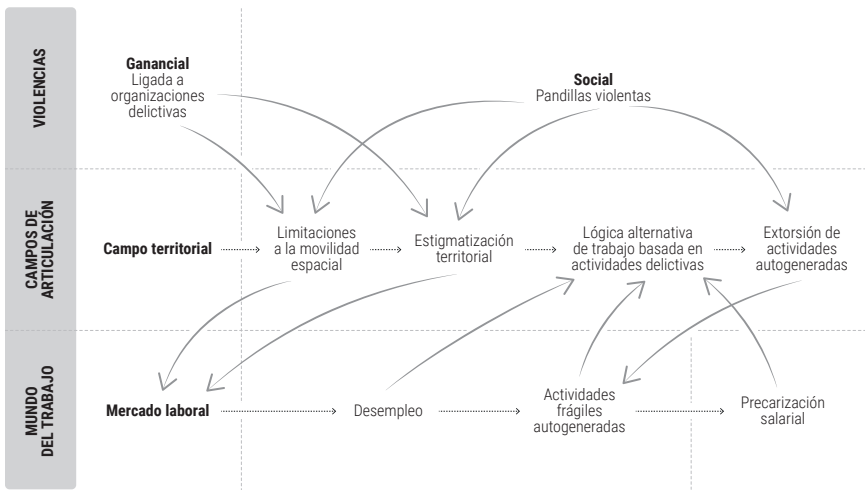 VIOLENCIAS
Ganancial
Ligada a
organizaciones
delictivas
Social
Pandillas violentas
CAMPOS DE
ARTICULACIÓN
Campo territorial
Limitaciones
a la movilidad
espacial
Estigmatización
territorial
Lógica alternativa
de trabajo basada en
actividades delictivas
Extorsión de
actividades
autogeneradas
MUNDO
DEL TRABAJO
Mercado laboral
Desempleo
Actividades
frágiles
autogeneradas
Precarización
salarial